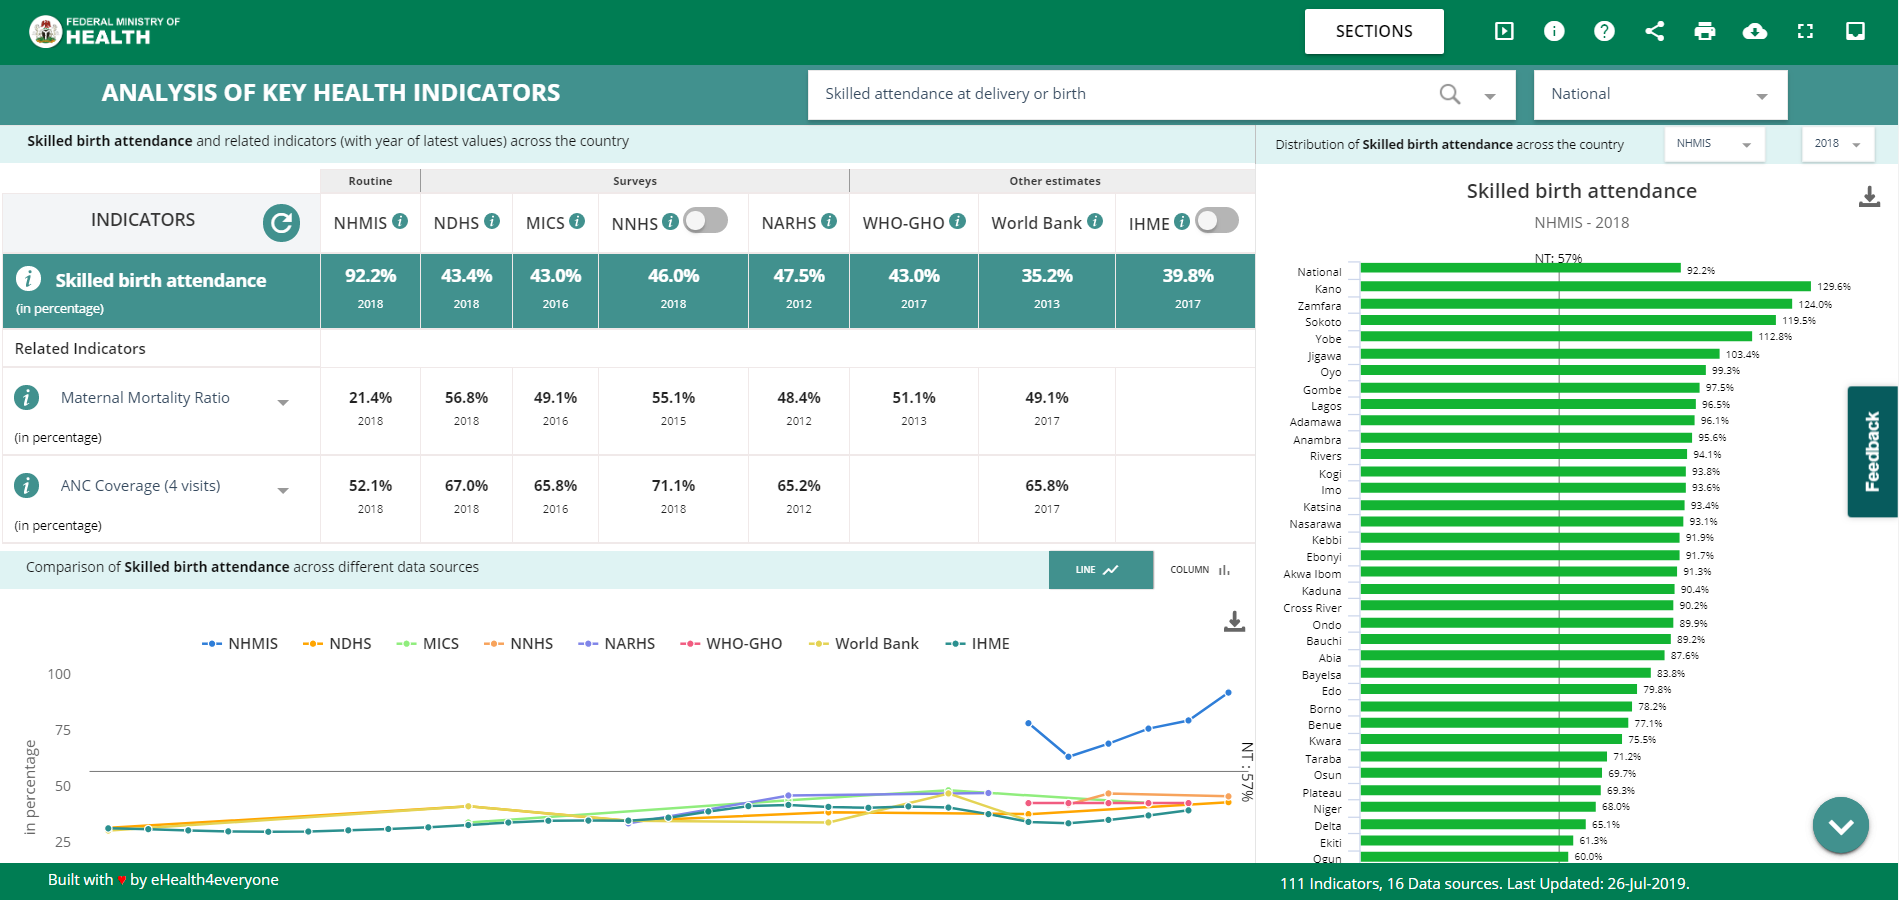 FEDERAL MINISTRY OF
HEALTH
SECTIONS
ANALYSIS OF KEY HEALTH INDICATORS
Skilled attendance at delivery or birth
National
Skilled birth attendance and related indicators (with year of latest values) across the country
Distribution of Skilled birth attendance across the country
NHMIS
2018
Routine
Surveys
Other estimates
INDICATORS
NHMIS
NDHS
MICS
NNHS
NARHS
WHO-GHO
World Bank
IHME
Skilled birth attendance
(in percentage)
92.2% 43.4% 43.0% 46.0% 47.5% 43.0% 35.2% 39.8%
2018 2018 2016 2018 2012 2017 2013 2017
Related Indicators
Maternal Mortality Ratio
(in percentage)
21.4% 56.8% 49.1% 55.1% 48.4% 51.1% 49.1%
2018 2018 2016 2015 2012 2013 2017
ANC Coverage (4 visits)
(in percentage)
52.1% 67.0% 65.8% 71.1% 65.2% 65.8%
2018 2018 2016 2018 2012 2017
Comparison of Skilled birth attendance across different data sources
LINE
COLUMN
NHMIS NDHS MICS NNHS NARHS WHO-GHO World Bank IHME
100
75
50
25
in percentage
NT : 57%
Skilled birth attendance
NHMIS - 2018
NT: 57%
National 92.2%
Kano 129.6%
Zamfara 124.0%
Sokoto 119.5%
Yobe 112.8%
Jigawa 103.4%
Oyo 99.3%
Gombe 97.5%
Lagos 96.5%
Adamawa 96.1%
Anambra 95.6%
Rivers 94.1%
Kogi 93.8%
Imo 93.6%
Katsina 93.4%
Nasarawa 93.1%
Kebbi 91.9%
Ebonyi 91.7%
Akwa Ibom 91.3%
Kaduna 90.4%
Cross River 90.2%
Ondo 89.9%
Bauchi 89.2%
Abia 87.6%
Bayelsa 83.8%
Edo 79.8%
Borno 78.2%
Benue 77.1%
Kwara 75.5%
Taraba 71.2%
Osun 69.7%
Plateau 69.3%
Niger 68.0%
Delta 65.1%
Ekiti 61.3%
Ogun 60.0%
Feedback
Built with ♥ by eHealth4everyone
111 Indicators, 16 Data sources. Last Updated: 26-Jul-2019.